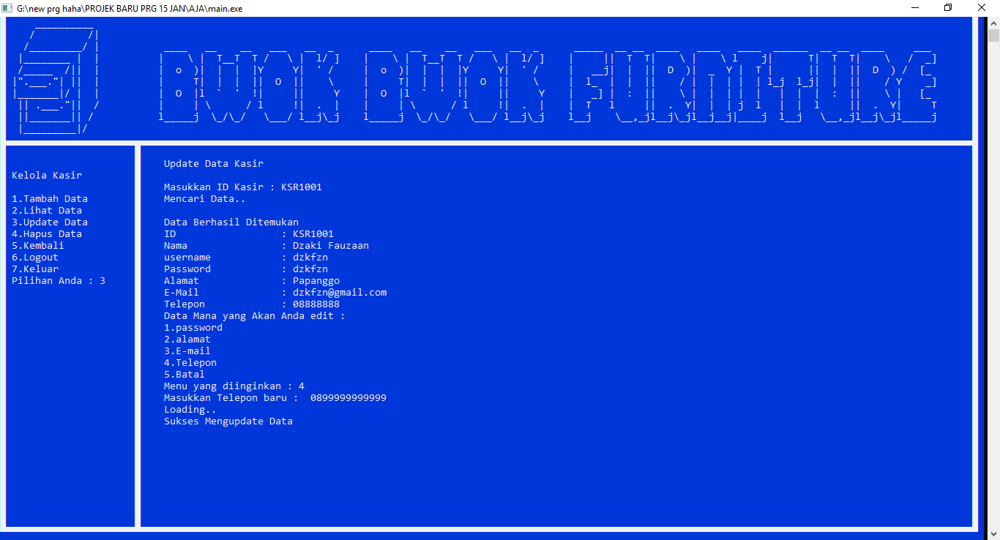 G:\new prg haha\PROJEK BARU PRG 15 JAN\AJA\main.exe
BWOK BWOK FURNITURE
Kelola Kasir
1.Tambah Data
2.Lihat Data
3.Update Data
4.Hapus Data
5.Kembali
6.Logout
7.Keluar
Pilihan Anda : 3
Update Data Kasir
Masukkan ID Kasir : KSR1001
Mencari Data..
Data Berhasil Ditemukan
ID : KSR1001
Nama : Dzaki Fauzaan
username : dzkfzn
Password : dzkfzn
Alamat : Papanggo
E-Mail : dzkfzn@gmail.com
Telepon : 08888888
Data Mana yang Akan Anda edit :
1.password
2.alamat
3.E-mail
4.Telepon
5.Batal
Menu yang diinginkan : 4
Masukkan Telepon baru : 0899999999999
Loading..
Sukses Mengupdate Data